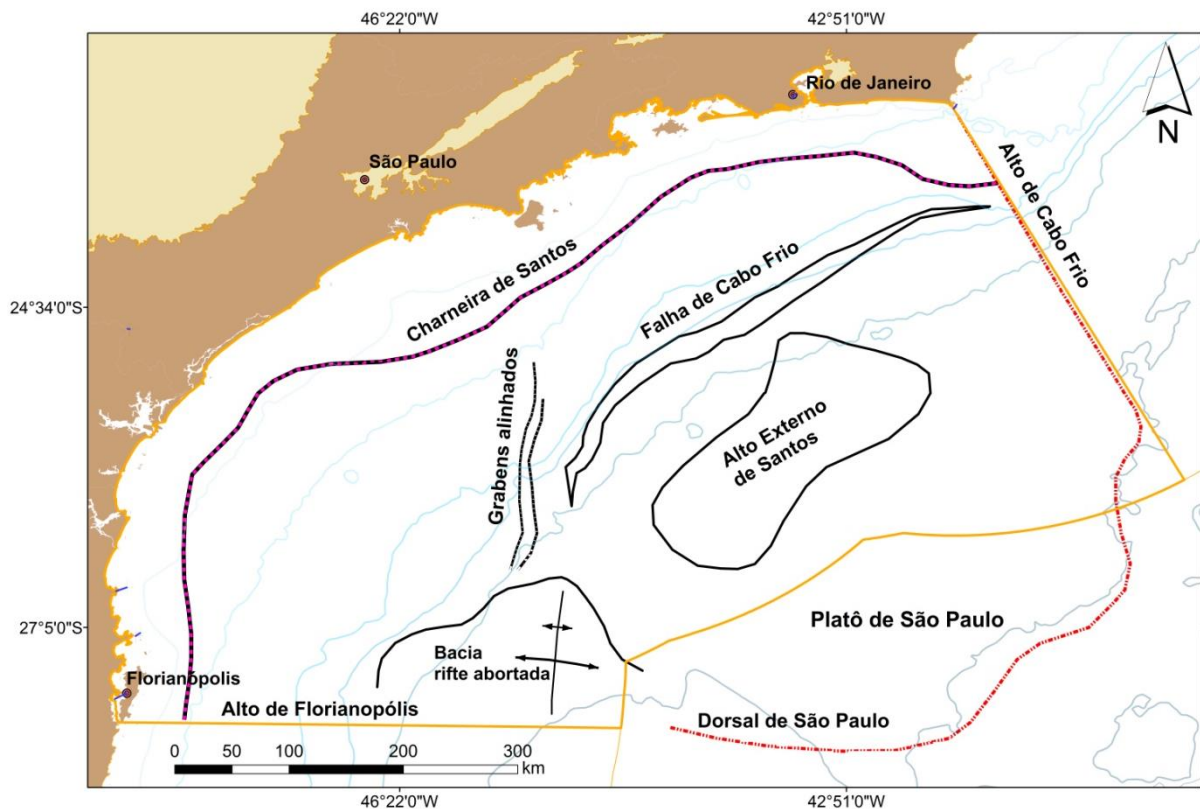 46°22'0"W
42°51'0"W
Rio de Janeiro
N
São Paulo
Alto de Cabo Frio
Charneira de Santos
Falha de Cabo Frio
24°34'0"S
Grabens alinhados
Alto Externo
de Santos
Platô de São Paulo
27°5'0"S
Bacia
rifte abortada
Florianópolis
Alto de Florianopólis
Dorsal de São Paulo
0 50 100 200 300
km
46°22'0"W
42°51'0"W